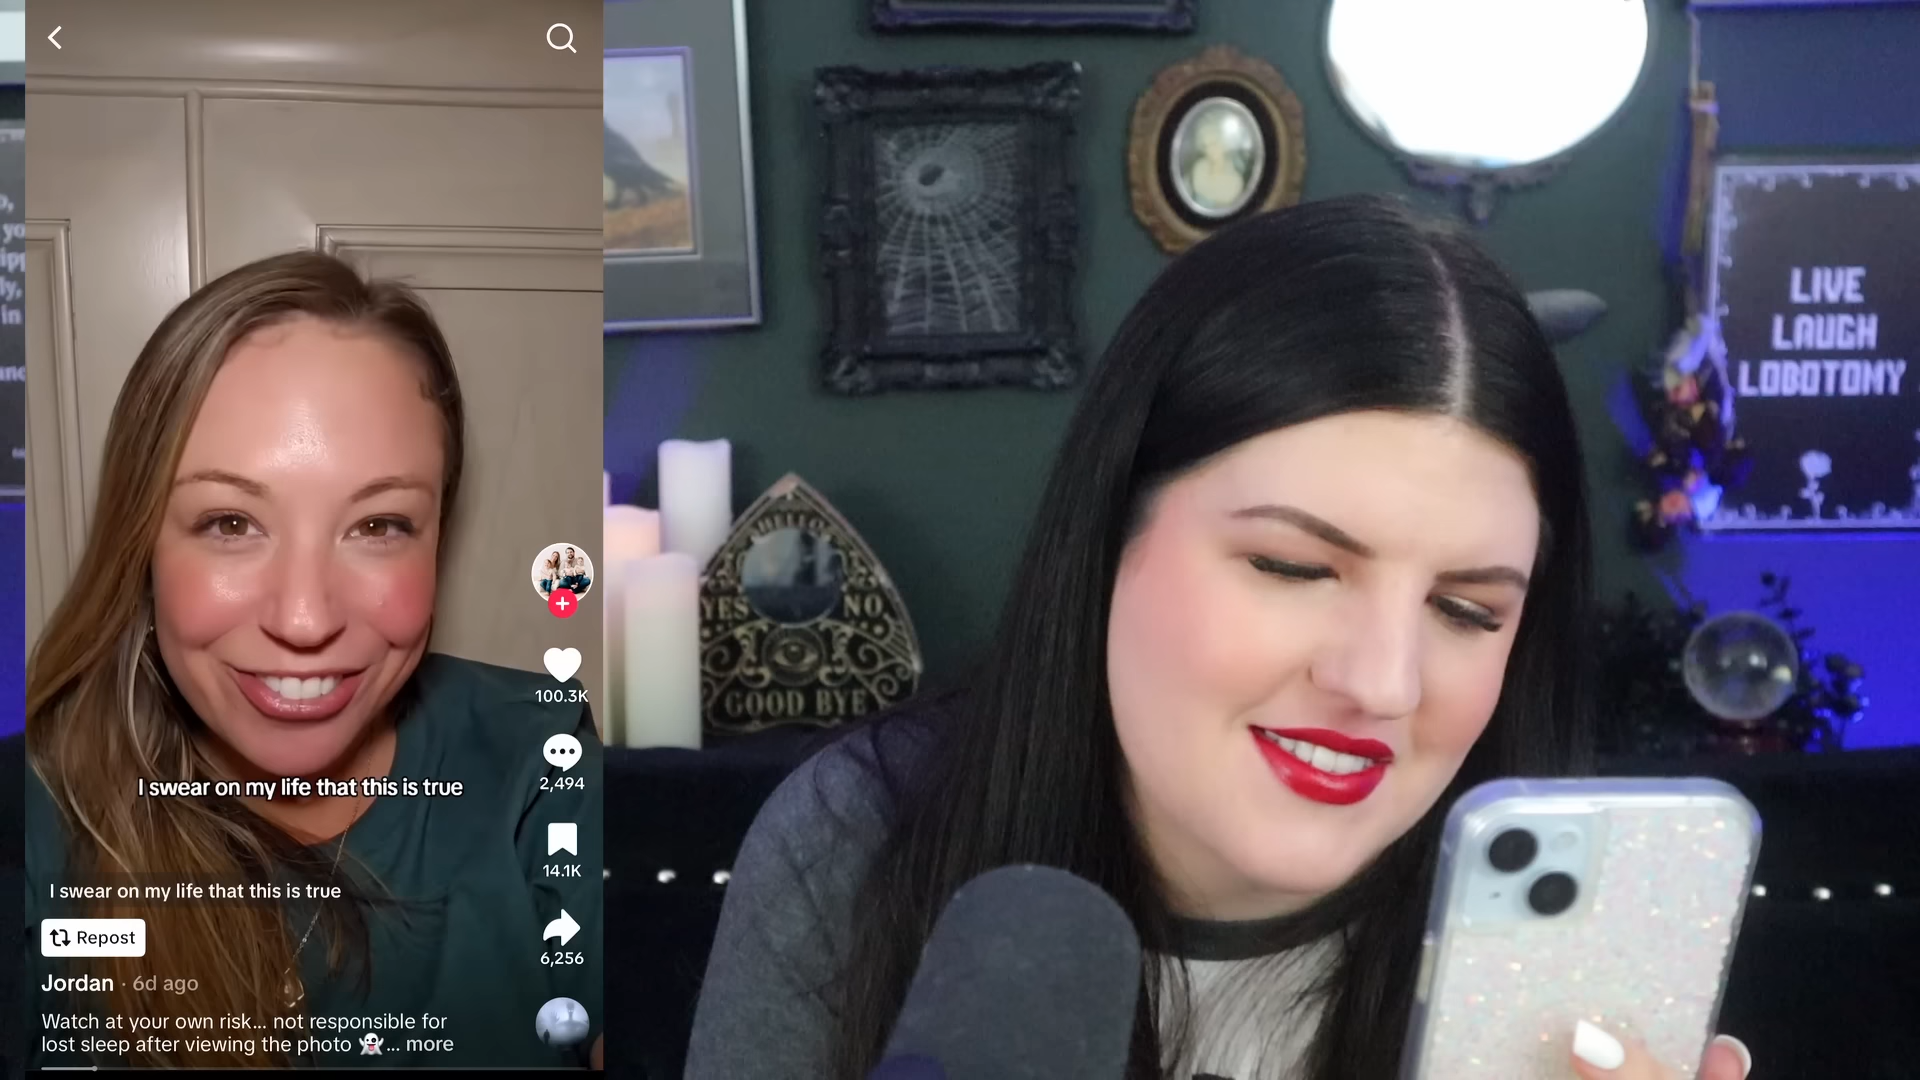 I swear on my life that this is true
100.3K
2,494
14.1K
6,256
I swear on my life that this is true
Repost
Jordan · 6d ago
Watch at your own risk... not responsible for
lost sleep after viewing the photo 👻... more
HELLO
YES NO
GOOD BYE
LIVE
LAUGH
LOBOTOMY